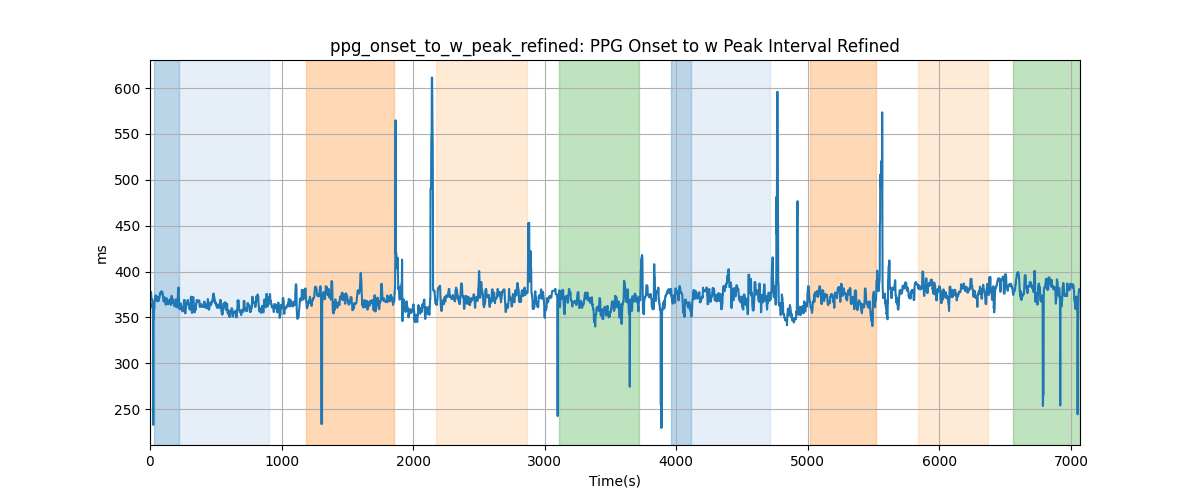 ppg_onset_to_w_peak_refined: PPG Onset to w Peak Interval Refined
600
550
500
450
400
350
300
250
ms
0 1000 2000 3000 4000 5000 6000 7000
Time(s)